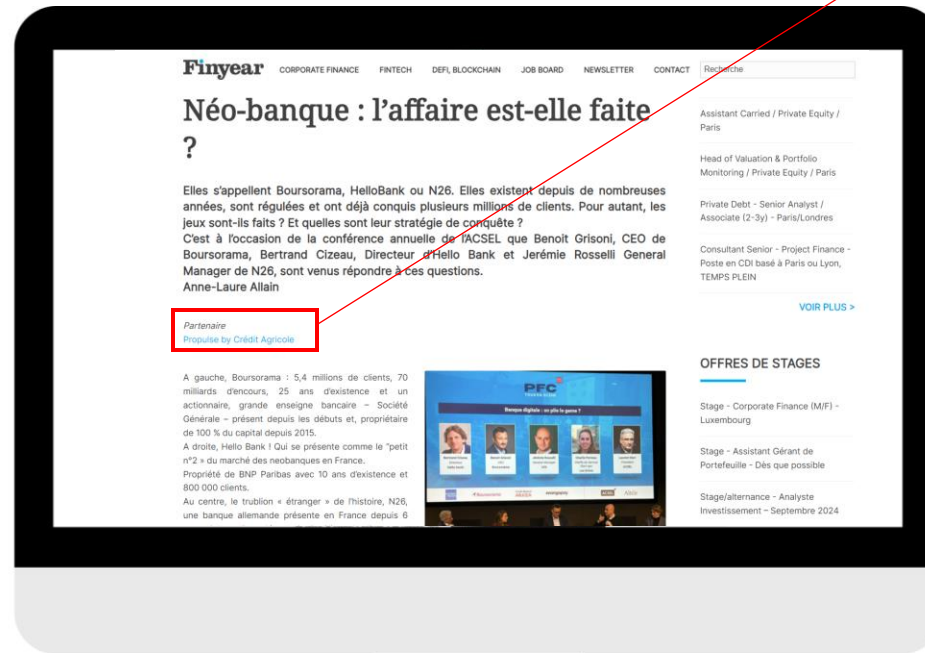 Finyear
CORPORATE FINANCE FINTECH DEFI, BLOCKCHAIN JOB BOARD NEWSLETTER CONTACT Recherche
Néo-banque : l’affaire est-elle faite
?
Elles s’appellent Boursorama, HelloBank ou N26. Elles existent depuis de nombreuses
années, sont régulées et ont déjà conquis plusieurs millions de clients. Pour autant, les
jeux sont-ils faits ? Et quelles sont leur stratégie de conquête ?
C’est à l’occasion de la conférence annuelle de l’ACSEL que Benoit Grisoni, CEO de
Boursorama, Bertrand Cizeau, Directeur d’Hello Bank et Jerémie Rosselli General
Manager de N26, sont venus répondre à ces questions.
Anne-Laure Allain
Partenaire
Propulse by Crédit Agricole
A gauche, Boursorama : 5,4 millions de clients, 70
milliards d’encours, 25 ans d’existence et un
actionnaire, grande enseigne bancaire – Société
Générale – présent depuis les débuts et, propriétaire
de 100 % du capital depuis 2015.
A droite, Hello Bank ! Qui se présente comme le "petit
n°2 » du marché des neobanques en France.
Propriété de BNP Paribas avec 10 ans d’existence et
800 000 clients.
Au centre, le trublion « étranger » de l’histoire, N26,
une banque allemande présente en France depuis 6
PFC
Banque digitale : on plie le game ?
Assistant Carried / Private Equity /
Paris
Head of Valuation & Portfolio
Monitoring / Private Equity / Paris
Private Debt - Senior Analyst /
Associate (2-3y) - Paris/Londres
Consultant Senior - Project Finance -
Poste en CDI basé à Paris ou Lyon,
TEMPS PLEIN
VOIR PLUS >
OFFRES DE STAGES
Stage - Corporate Finance (M/F) -
Luxembourg
Stage - Assistant Gérant de
Portefeuille - Dès que possible
Stage/alternance - Analyste
Investissement – Septembre 2024